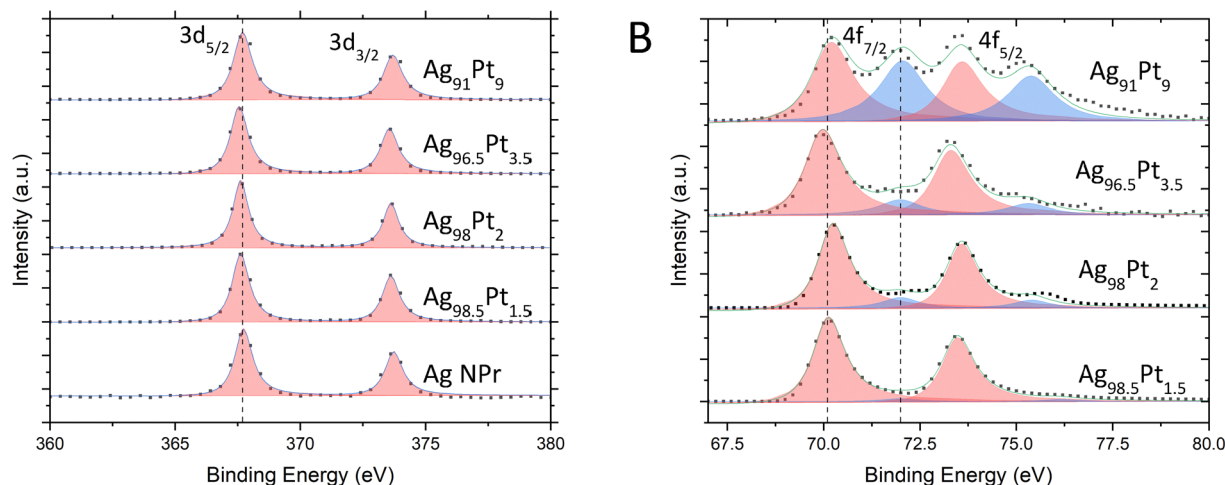 Intensity (a.u.)
3d5/2
3d3/2
Ag91Pt9
Ag96.5Pt3.5
Ag98Pt2
Ag98.5Pt1.5
Ag NPr
360 365 370 375 380
Binding Energy (eV)
B
Intensity (a.u.)
4f7/2
4f5/2
Ag91Pt9
Ag96.5Pt3.5
Ag98Pt2
Ag98.5Pt1.5
67.5 70.0 72.5 75.0 77.5 80.0
Binding Energy (eV)